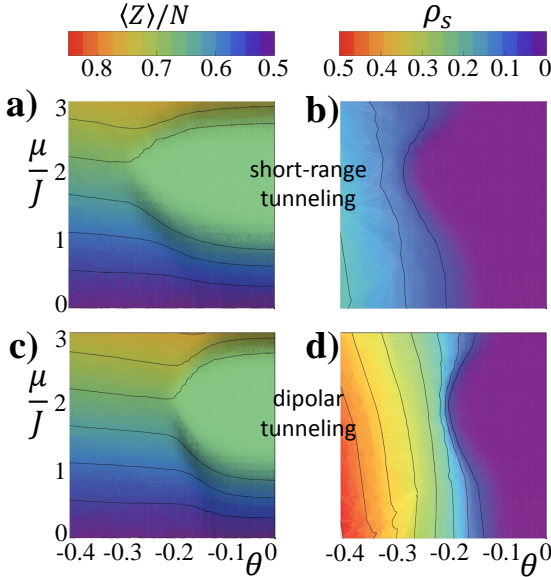 ⟨Z⟩/N
ρs
0.8 0.7 0.6 0.5
0.5 0.4 0.3 0.2 0.1 0
a)
b)
μ/J
3
2
1
0
short-range
tunneling
c)
d)
μ/J
3
2
1
0
dipolar
tunneling
-0.4 -0.3 -0.2 -0.1 0
θ
-0.4 -0.3 -0.2 -0.1 0
θ